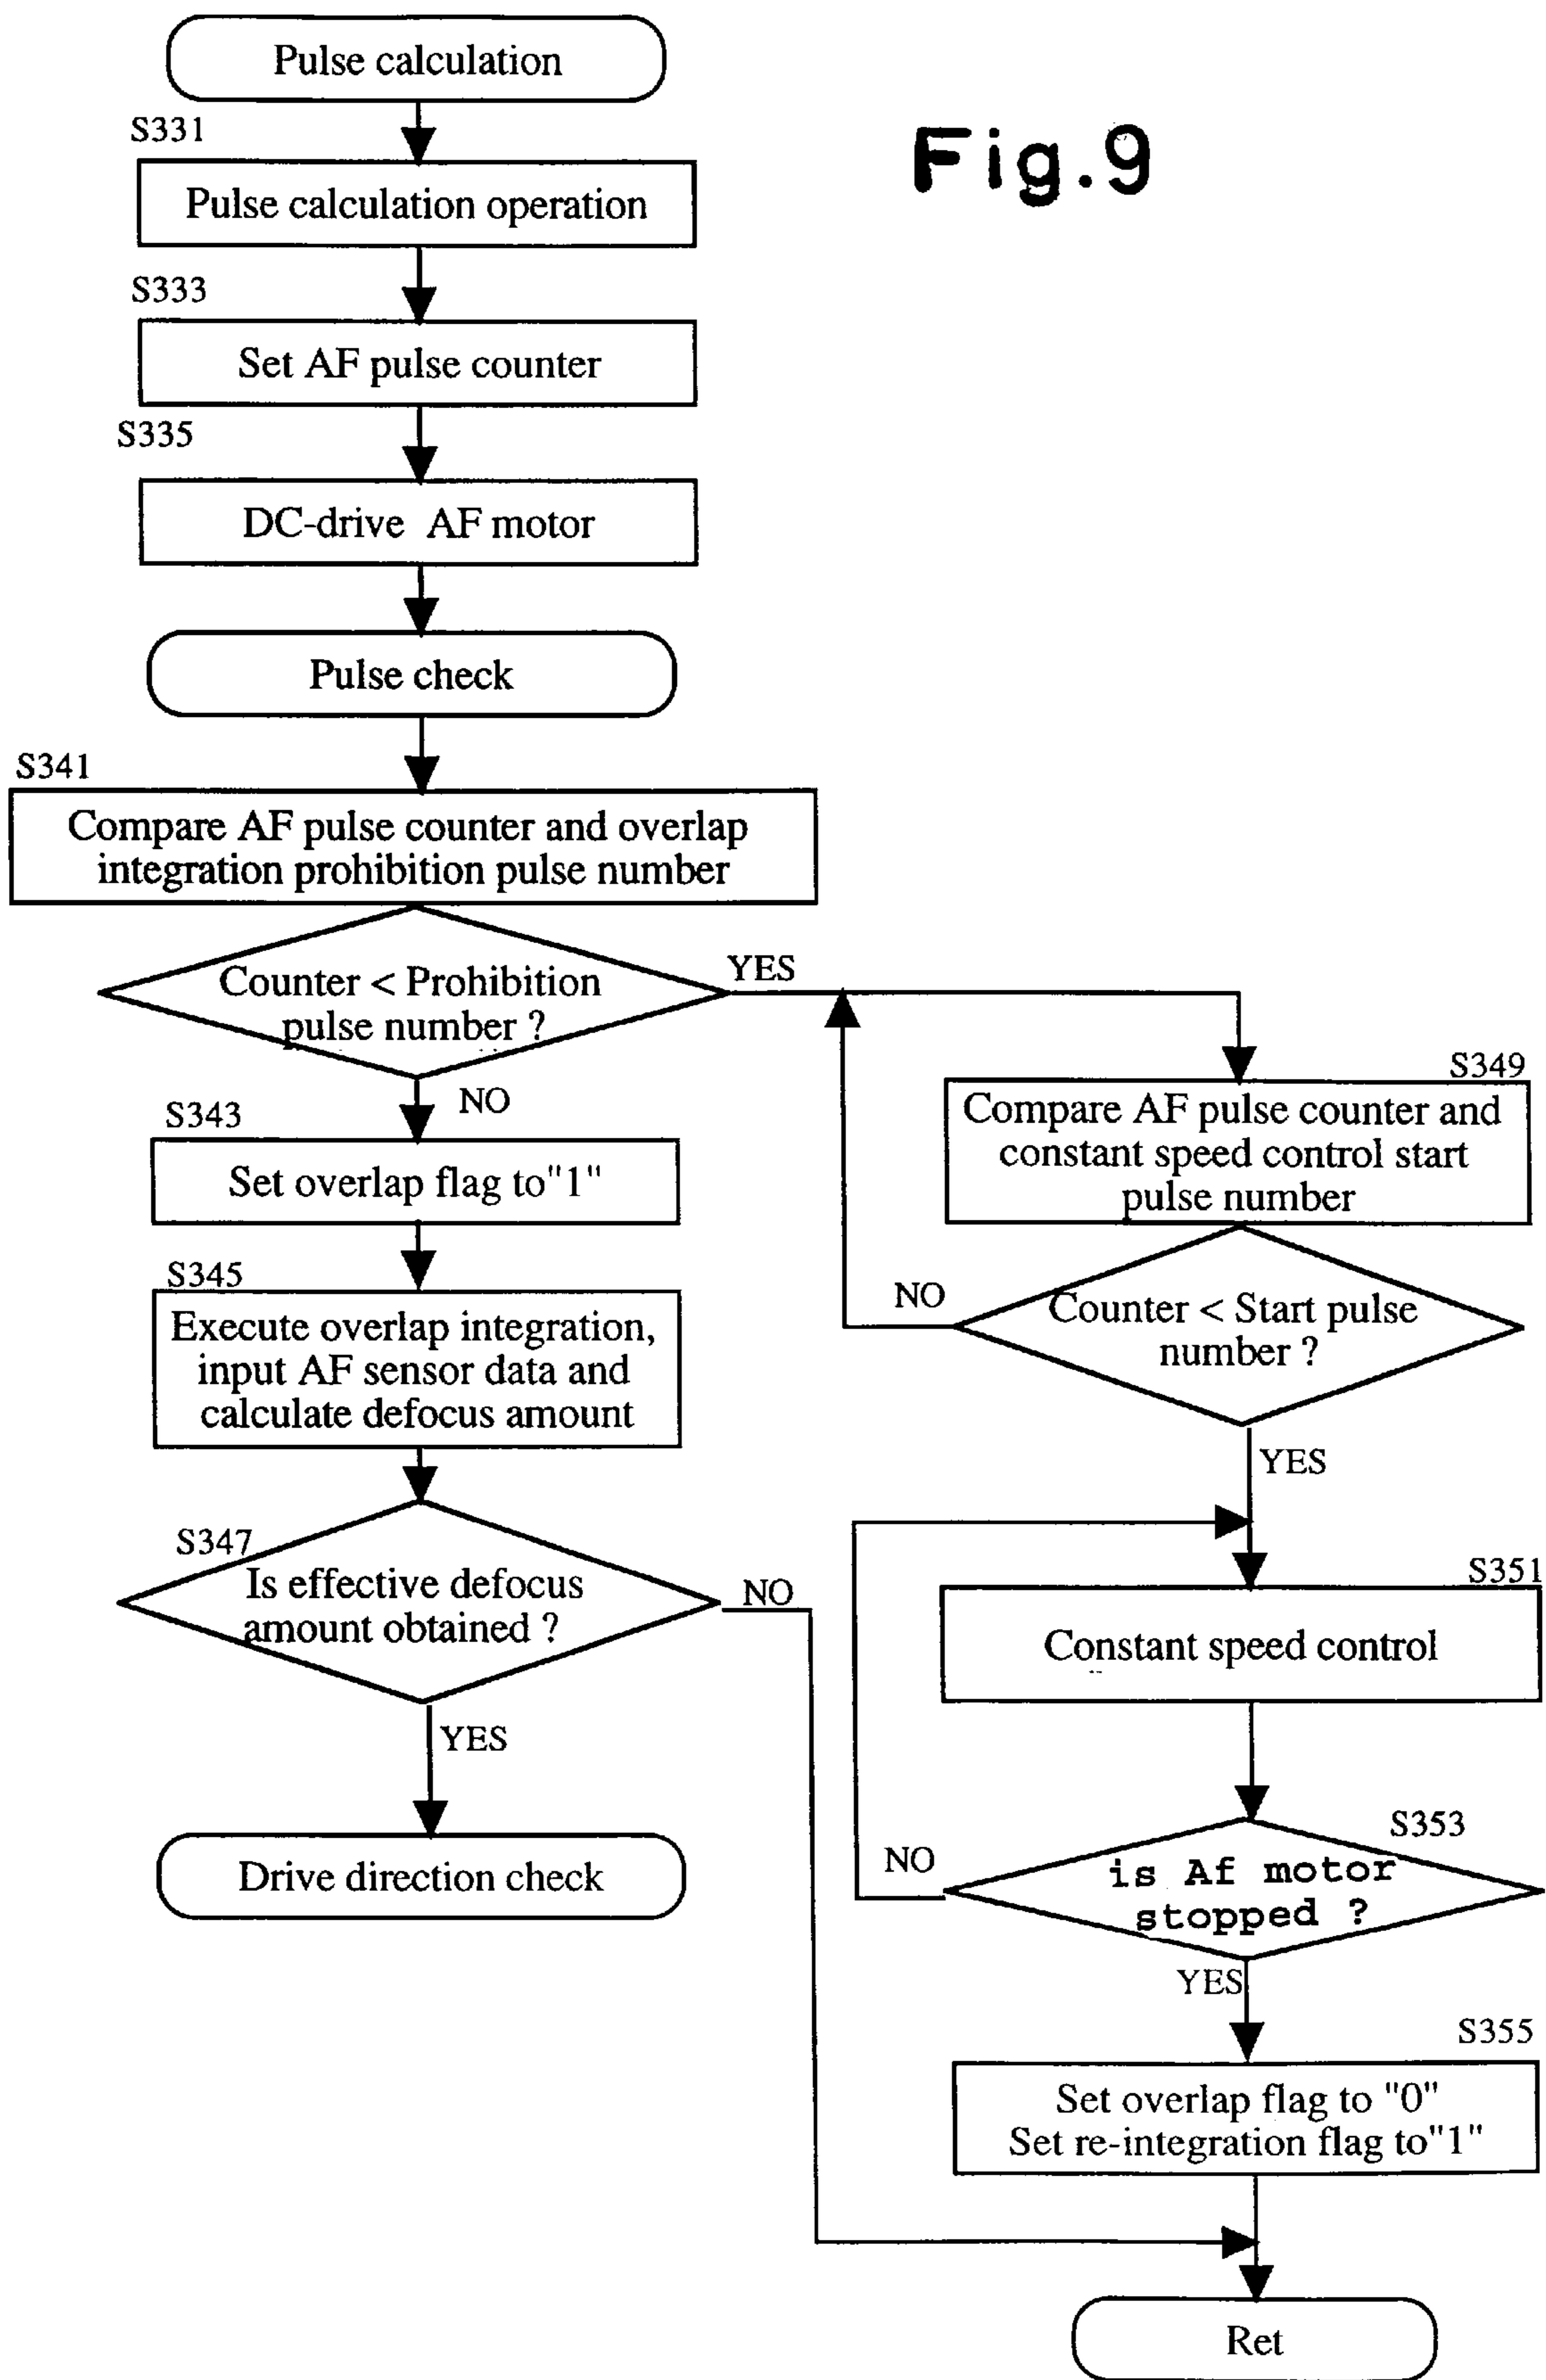 Pulse calculation
Fig.9
S331
Pulse calculation operation
S333
Set AF pulse counter
S335
DC-drive AF motor
Pulse check
S341
Compare AF pulse counter and overlap
integration prohibition pulse number
Counter < Prohibition
pulse number ?
YES
NO
S343
Set overlap flag to"1"
S345
Execute overlap integration,
input AF sensor data and
calculate defocus amount
S347
Is effective defocus
amount obtained ?
NO
YES
Drive direction check
S349
Compare AF pulse counter and
constant speed control start
pulse number
Counter < Start pulse
number ?
NO
YES
S351
Constant speed control
S353
is Af motor
stopped ?
NO
YES
S355
Set overlap flag to "0"
Set re-integration flag to"1"
Ret